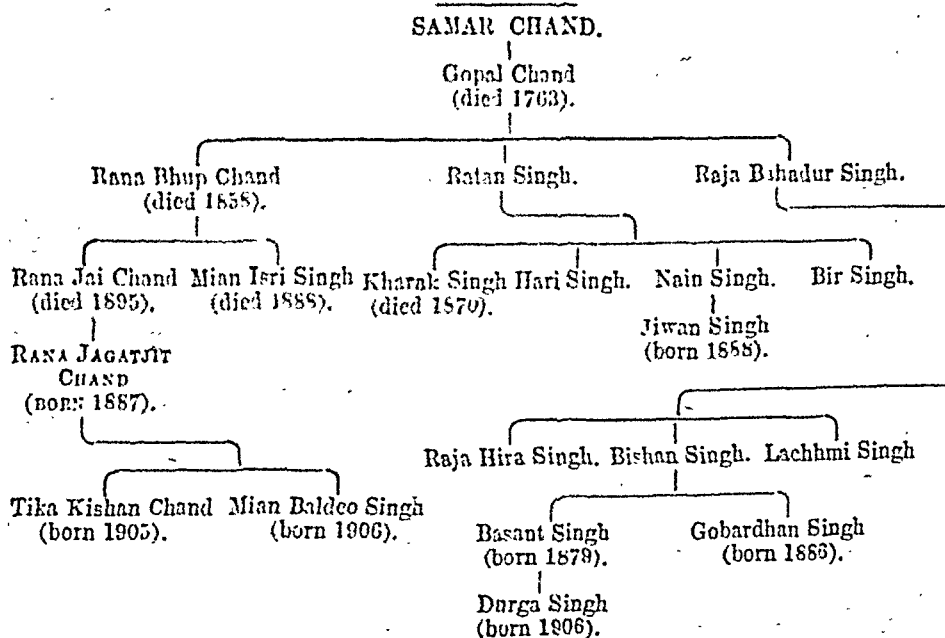 SAMAR CHAND.
Gopal Chand
(died 1763).
Rana Bhup Chand Ratan Singh. Raja Bahadur Singh.
(died 1858).
Rana Jai Chand Mian Isri Singh Kharak Singh Hari Singh. Nain Singh. Bir Singh.
(died 1895). (died 1888). (died 1870).
Jiwan Singh
(born 1888).
RANA JAGATJIT
CHAND
(BORN 1887).
Raja Hira Singh. Bishan Singh. Lachhmi Singh
Tika Kishan Chand Mian Baldeo Singh
(born 1905). (born 1906).
Basant Singh Gobardhan Singh
(born 1879). (born 1886).
Durga Singh
(born 1906).